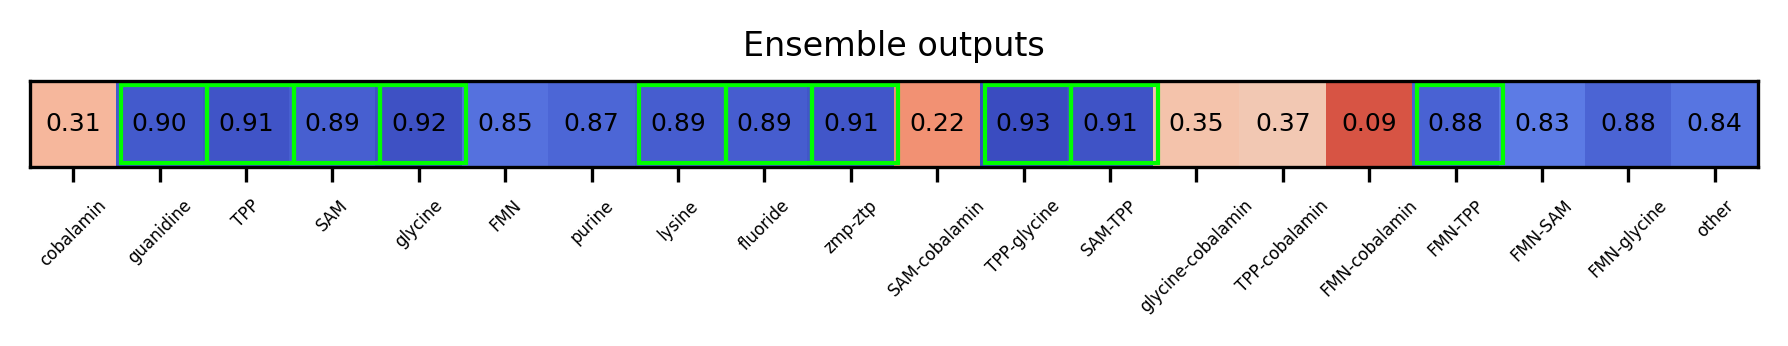 Ensemble outputs
0.31 0.90 0.91 0.89 0.92 0.85 0.87 0.89 0.89 0.91 0.22 0.93 0.91 0.35 0.37 0.09 0.88 0.83 0.88 0.84
cobalamin guanidine TPP SAM glycine FMN purine lysine fluoride zmp-ztp SAM-cobalamin TPP-glycine SAM-TPP glycine-cobalamin TPP-cobalamin FMN-cobalamin FMN-TPP FMN-SAM FMN-glycine other